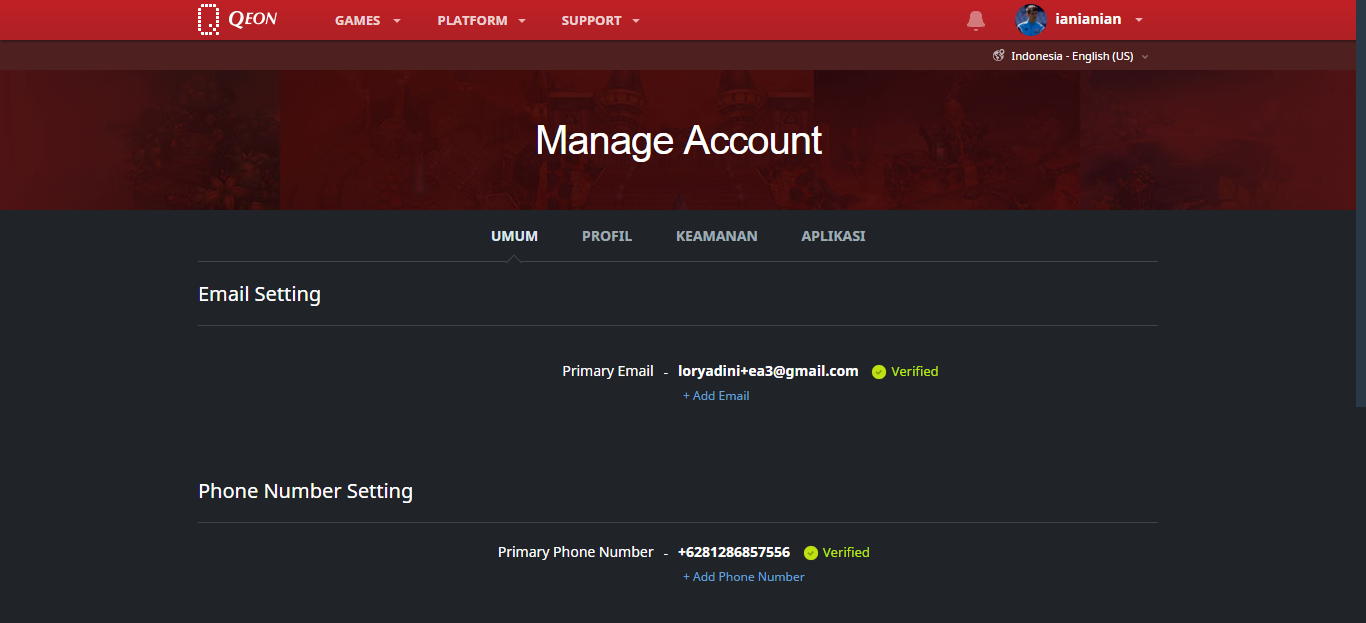 QEON GAMES PLATFORM SUPPORT ianianian
Indonesia - English (US)
Manage Account
UMUM PROFIL KEAMANAN APLIKASI
Email Setting
Primary Email - loryadini+ea3@gmail.com Verified
+ Add Email
Phone Number Setting
Primary Phone Number - +6281286857556 Verified
+ Add Phone Number